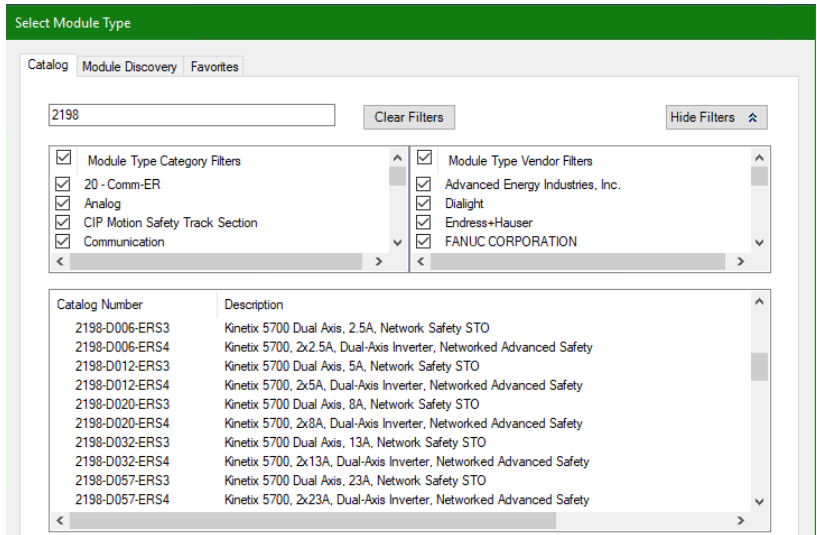 Select Module Type
Catalog Module Discovery Favorites
2198 Clear Filters Hide Filters
Module Type Category Filters
20 - Comm-ER
Analog
CIP Motion Safety Track Section
Communication
Module Type Vendor Filters
Advanced Energy Industries, Inc.
Dialight
Endress+Hauser
FANUC CORPORATION
Catalog Number Description
2198-D006-ERS3 Kinetix 5700 Dual Axis, 2.5A, Network Safety STO
2198-D006-ERS4 Kinetix 5700, 2x2.5A, Dual-Axis Inverter, Networked Advanced Safety
2198-D012-ERS3 Kinetix 5700 Dual Axis, 5A, Network Safety STO
2198-D012-ERS4 Kinetix 5700, 2x5A, Dual-Axis Inverter, Networked Advanced Safety
2198-D020-ERS3 Kinetix 5700 Dual Axis, 8A, Network Safety STO
2198-D020-ERS4 Kinetix 5700, 2x8A, Dual-Axis Inverter, Networked Advanced Safety
2198-D032-ERS3 Kinetix 5700 Dual Axis, 13A, Network Safety STO
2198-D032-ERS4 Kinetix 5700, 2x13A, Dual-Axis Inverter, Networked Advanced Safety
2198-D057-ERS3 Kinetix 5700 Dual Axis, 23A, Network Safety STO
2198-D057-ERS4 Kinetix 5700, 2x23A, Dual-Axis Inverter, Networked Advanced Safety